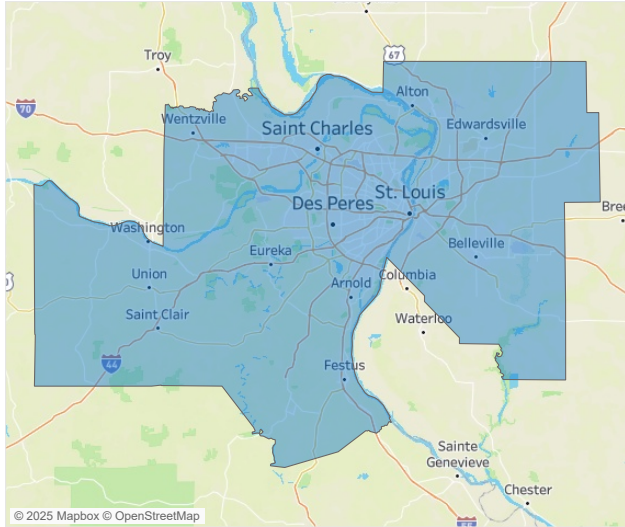 Troy
67
70
Alton
Wentzville
Saint Charles
Edwardsville
St. Louis
Des Peres
Washington
Eureka
Belleville
Union
Arnold
Columbia
Saint Clair
Waterloo
44
Festus
Sainte
Genevieve
Chester
© 2025 Mapbox © OpenStreetMap